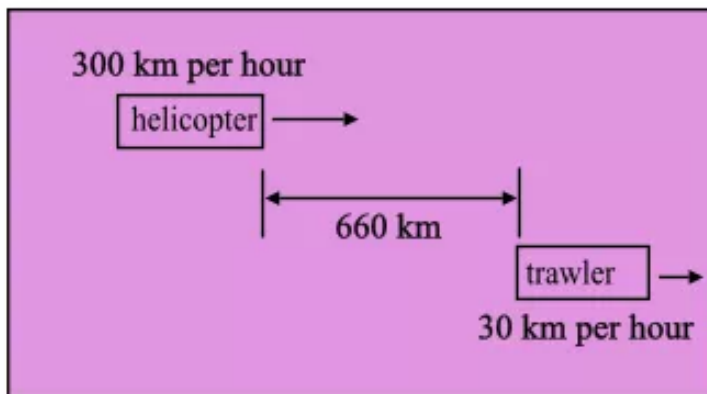 300 km per hour
helicopter
660 km
trawler
30 km per hour